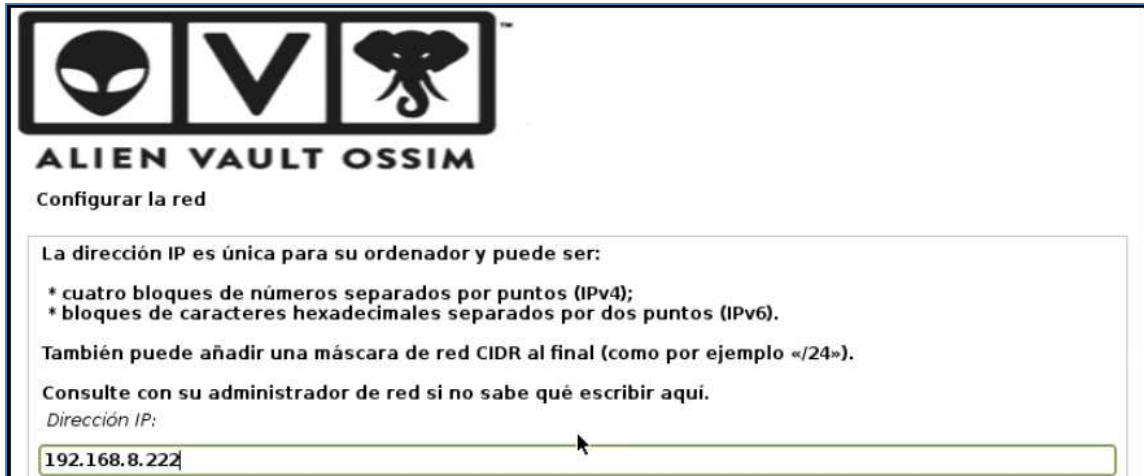 V
™
ALIEN VAULT OSSIM
Configurar la red
La dirección IP es única para su ordenador y puede ser:
* cuatro bloques de números separados por puntos (IPv4);
* bloques de caracteres hexadecimales separados por dos puntos (IPv6).
También puede añadir una máscara de red CIDR al final (como por ejemplo «/24»).
Consulte con su administrador de red si no sabe qué escribir aquí.
Dirección IP:
192.168.8.222